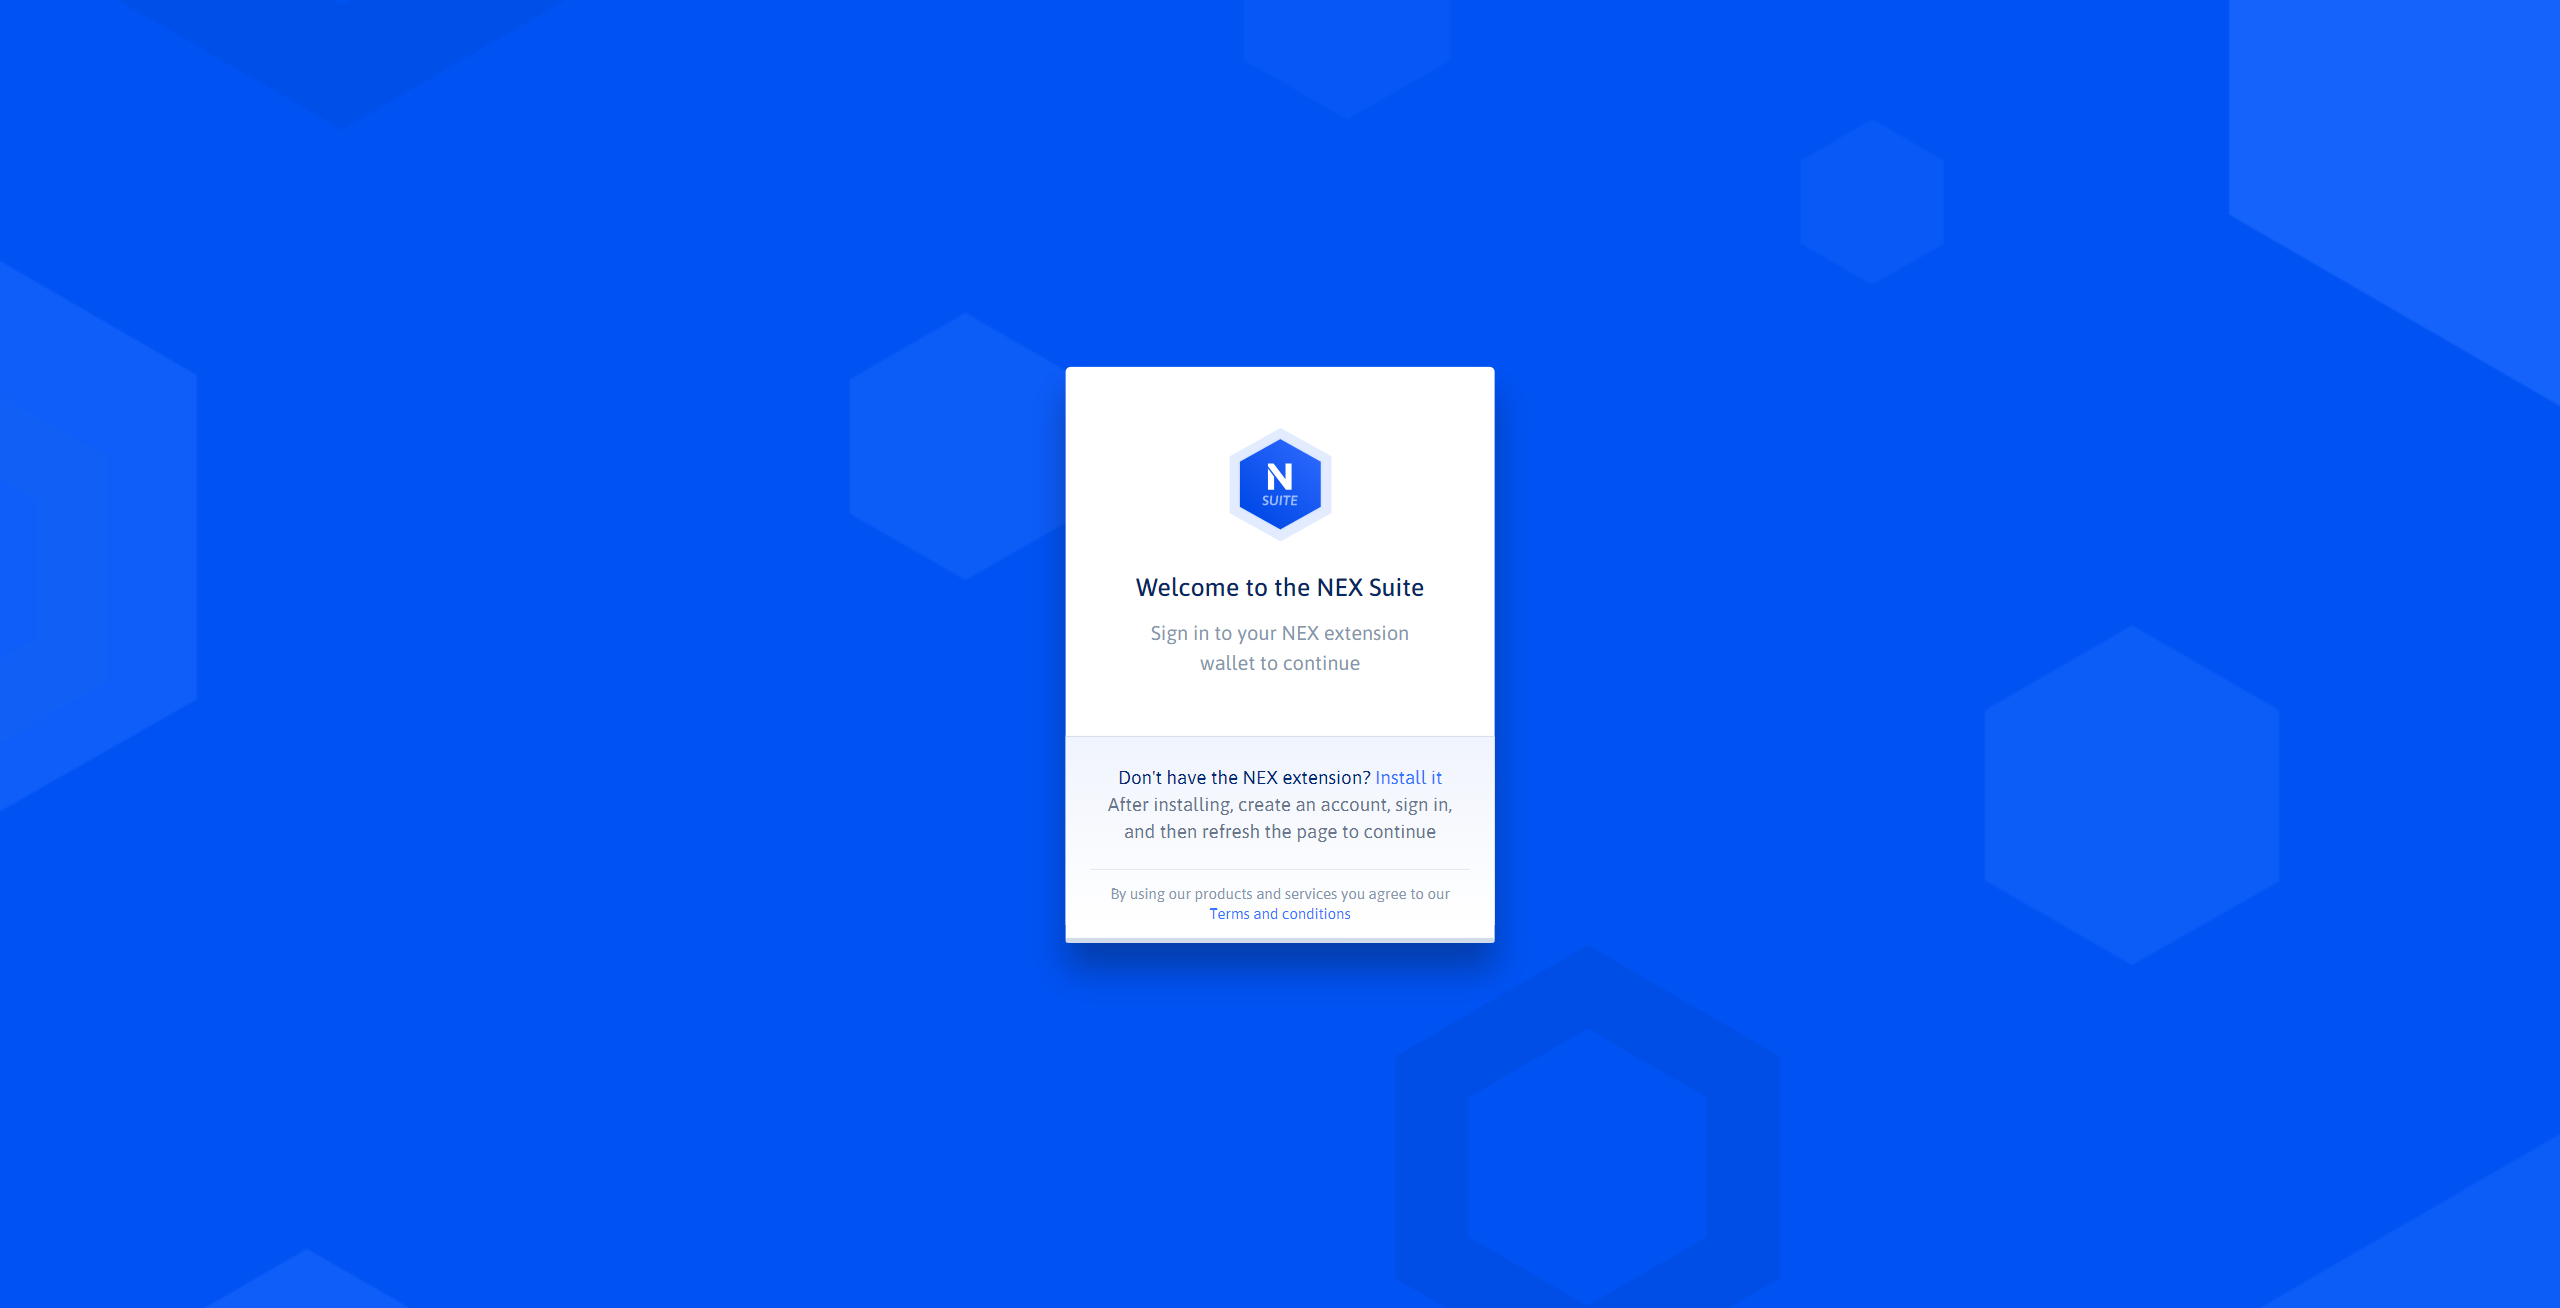 N
SUITE
Welcome to the NEX Suite
Sign in to your NEX extension
wallet to continue
Don't have the NEX extension? Install it
After installing, create an account, sign in,
and then refresh the page to continue
By using our products and services you agree to our
Terms and conditions